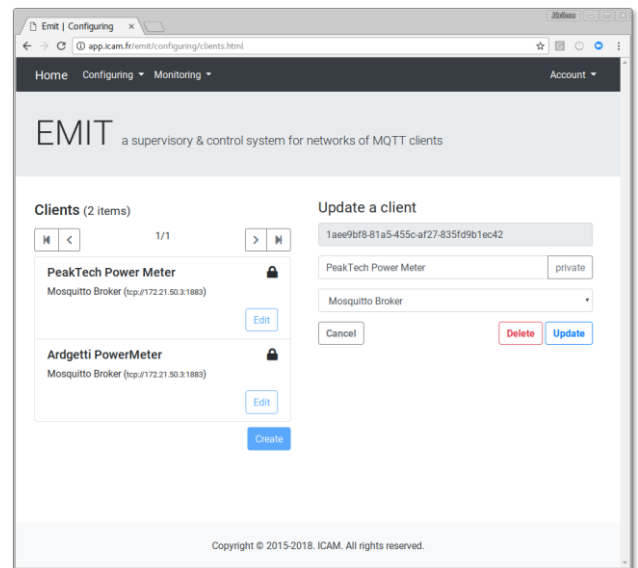 Emit | Configuring
app.icam.fr/emit/configuring/clients.html
Home Configuring Monitoring Account
EMIT a supervisory & control system for networks of MQTT clients
Clients (2 items)
1/1
PeakTech Power Meter
Mosquitto Broker (tcp://172.21.50.3:1883)
Edit
Ardgetti PowerMeter
Mosquitto Broker (tcp://172.21.50.3:1883)
Edit
Create
Update a client
1aee9bf8-81a5-455c-af27-835fd9b1ec42
PeakTech Power Meter private
Mosquitto Broker
Cancel Delete Update
Copyright © 2015-2018. ICAM. All rights reserved.